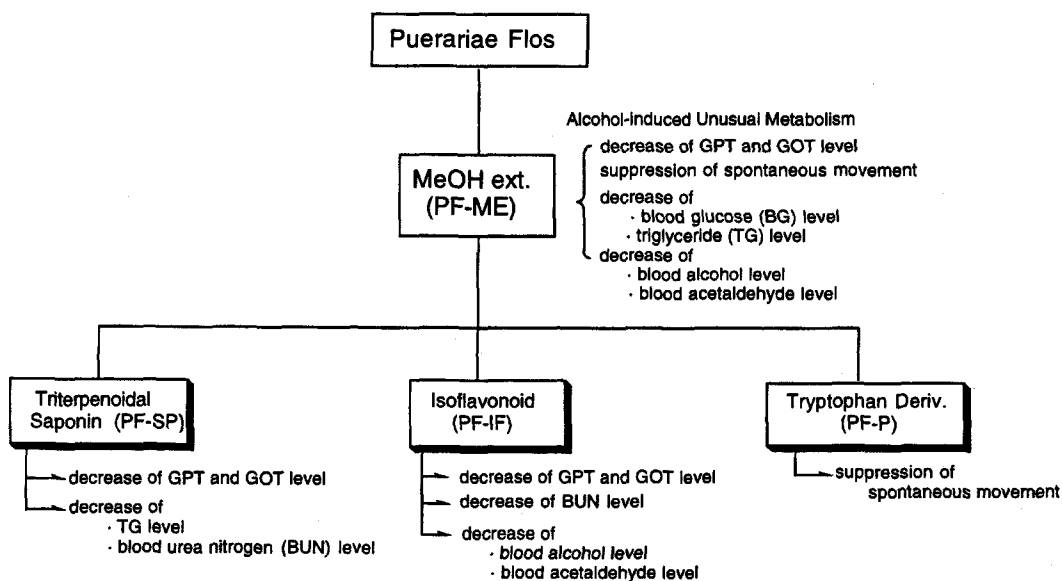 Puerariae Flos
Alcohol-induced Unusual Metabolism
MeOH ext.
(PF-ME)
decrease of GPT and GOT level
suppression of spontaneous movement
decrease of
· blood glucose (BG) level
· triglyceride (TG) level
decrease of
· blood alcohol level
· blood acetaldehyde level
Triterpenoidal
Saponin (PF-SP)
decrease of GPT and GOT level
decrease of
· TG level
· blood urea nitrogen (BUN) level
Isoflavonoid
(PF-IF)
decrease of GPT and GOT level
decrease of BUN level
decrease of
· blood alcohol level
· blood acetaldehyde level
Tryptophan Deriv.
(PF-P)
suppression of
spontaneous movement